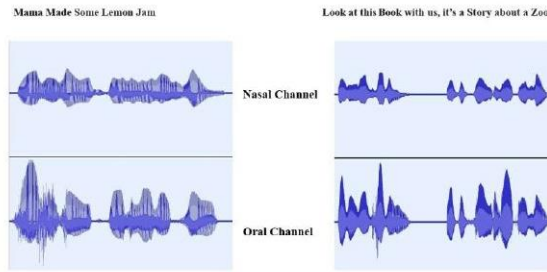 Mama Made Some Lemon Jam
Look at this Book with us, it's a Story about a Zoo
Nasal Channel
Oral Channel